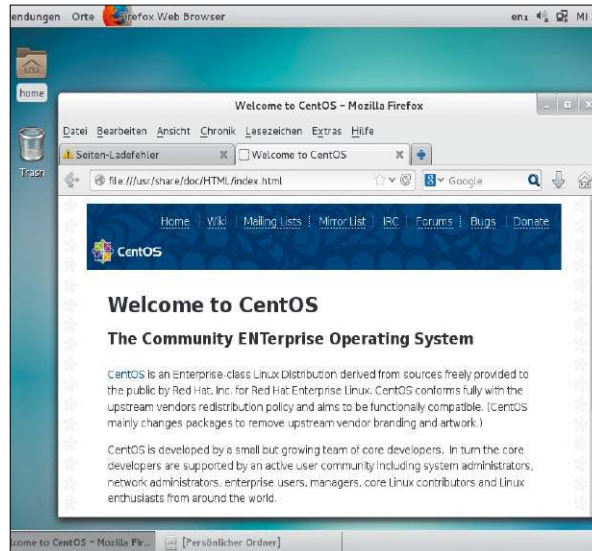 endungen Orte Firefox Web Browser en1 Mi
home
Trash
Welcome to CentOS – Mozilla Firefox
Datei Bearbeiten Ansicht Chronik Lesezeichen Extras Hilfe
Seiten-Ladefehler Welcome to CentOS
file:///usr/share/doc/HTML/index.html Google
Home Wiki Mailing Lists Mirror List IRC Forums Bugs Donate
CentOS
Welcome to CentOS
The Community ENTerprise Operating System
CentOS is an Enterprise-class Linux Distribution derived from sources freely provided to
the public by Red Hat, Inc. for Red Hat Enterprise Linux. CentOS conforms fully with the
upstream vendors redistribution policy and aims to be functionally compatible. (CentOS
mainly changes packages to remove upstream vendor branding and artwork.)
CentOS is developed by a small but growing team of core developers. In turn the core
developers are supported by an active user community including system administrators,
network administrators, enterprise users, managers, core Linux contributors and Linux
enthusiasts from around the world.
lcome to CentOS – Mozilla Fir... [Persönlicher Ordner]